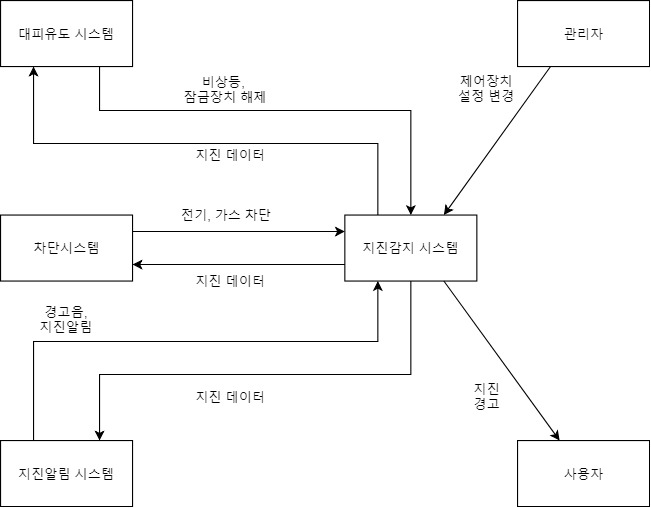 대피유도 시스템
관리자
비상등,
잠금장치 해제
제어장치
설정 변경
지진 데이터
전기, 가스 차단
차단시스템
지진감지 시스템
지진 데이터
경고음,
지진알림
지진 데이터
지진
경고
지진알림 시스템
사용자